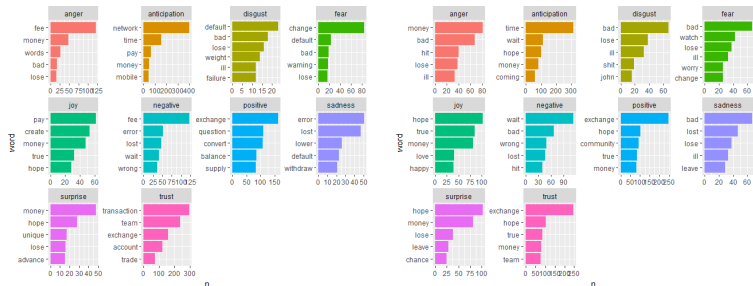 anger
anticipation
disgust
fear
anger
anticipation
disgust
fear
fee
money
words
bad
lose
network
time
pay
money
mobile
default
bad
lose
weight
ill
failure
change
default
bad
warning
lose
money
bad
hit
lose
ill
time
wait
hope
money
coming
bad
lose
ill
shit
john
bad
watch
lose
ill
worry
change
0 25 50 75 100 125
0 100 200 300 400
0 5 10 15 20
0 20 40 60 80
0 20 40 60 80
0 100 200 300
0 20 40 60
0 20 40 60
joy
negative
positive
sadness
joy
negative
positive
sadness
word
pay
create
money
true
hope
fee
error
lost
wait
wrong
exchange
question
convert
balance
supply
error
lost
lower
default
withdraw
word
hope
true
money
love
happy
wait
bad
wrong
lost
hit
exchange
hope
community
true
money
bad
lost
lose
ill
leave
0 20 40 60
0 25 50 75 100 125
0 50 100 150
0 10 20 30 40 50
0 25 50 75 100
0 30 60 90
0 50 100 150 200 250
0 20 40 60
surprise
trust
surprise
trust
money
hope
unique
lose
advance
transaction
team
exchange
account
trade
hope
money
lose
leave
chance
exchange
hope
true
money
team
0 10 20 30 40 50
0 100 200 300
0 25 50 75 100
0 50 100 150 200 250
n
n